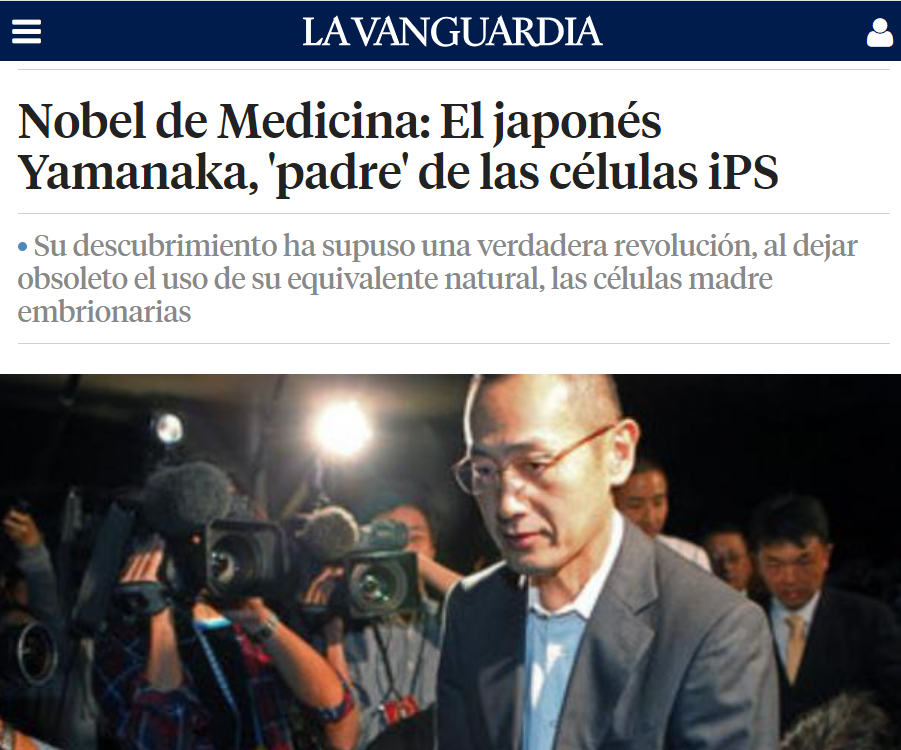 LA VANGUARDIA
Nobel de Medicina: El japonés
Yamanaka, 'padre' de las células iPS
• Su descubrimiento ha supuso una verdadera revolución, al dejar
obsoleto el uso de su equivalente natural, las células madre
embrionarias